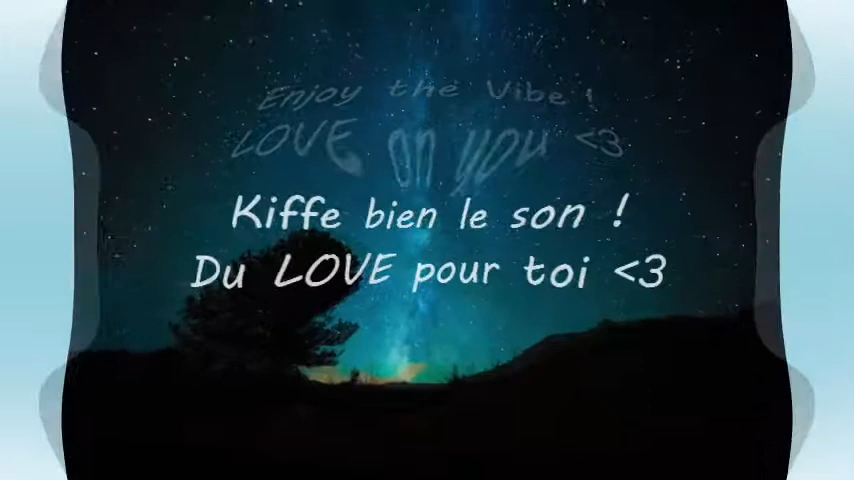 Enjoy the Vibe !
LOVE on you <3
Kiffe bien le son !
Du LOVE pour toi <3